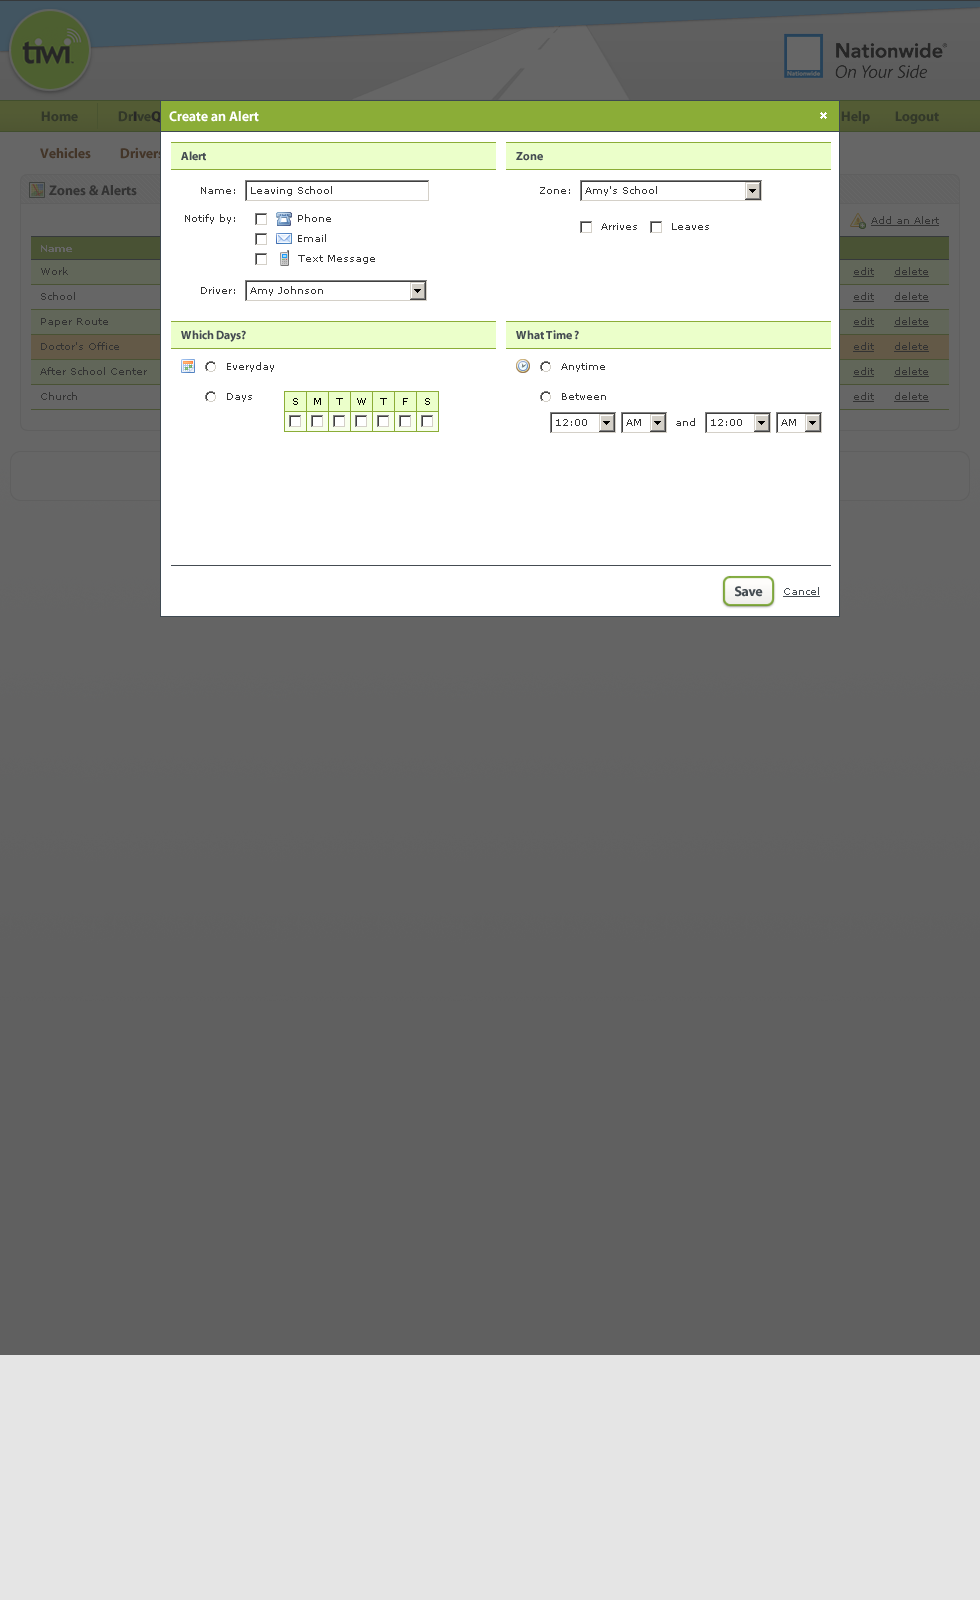 tiwi
Nationwide®
On Your Side
Nationwide
Home DriveQ Help Logout
Create an Alert ×
Vehicles Drivers
Zones & Alerts
Add an Alert
Name
Work edit delete
School edit delete
Paper Route edit delete
Doctor's Office edit delete
After School Center edit delete
Church edit delete
Alert
Name: Leaving School
Notify by: Phone
Email
Text Message
Driver: Amy Johnson
Zone
Zone: Amy's School
Arrives Leaves
Which Days?
Everyday
Days S M T W T F S
What Time?
Anytime
Between
12:00 AM and 12:00 AM
Save Cancel